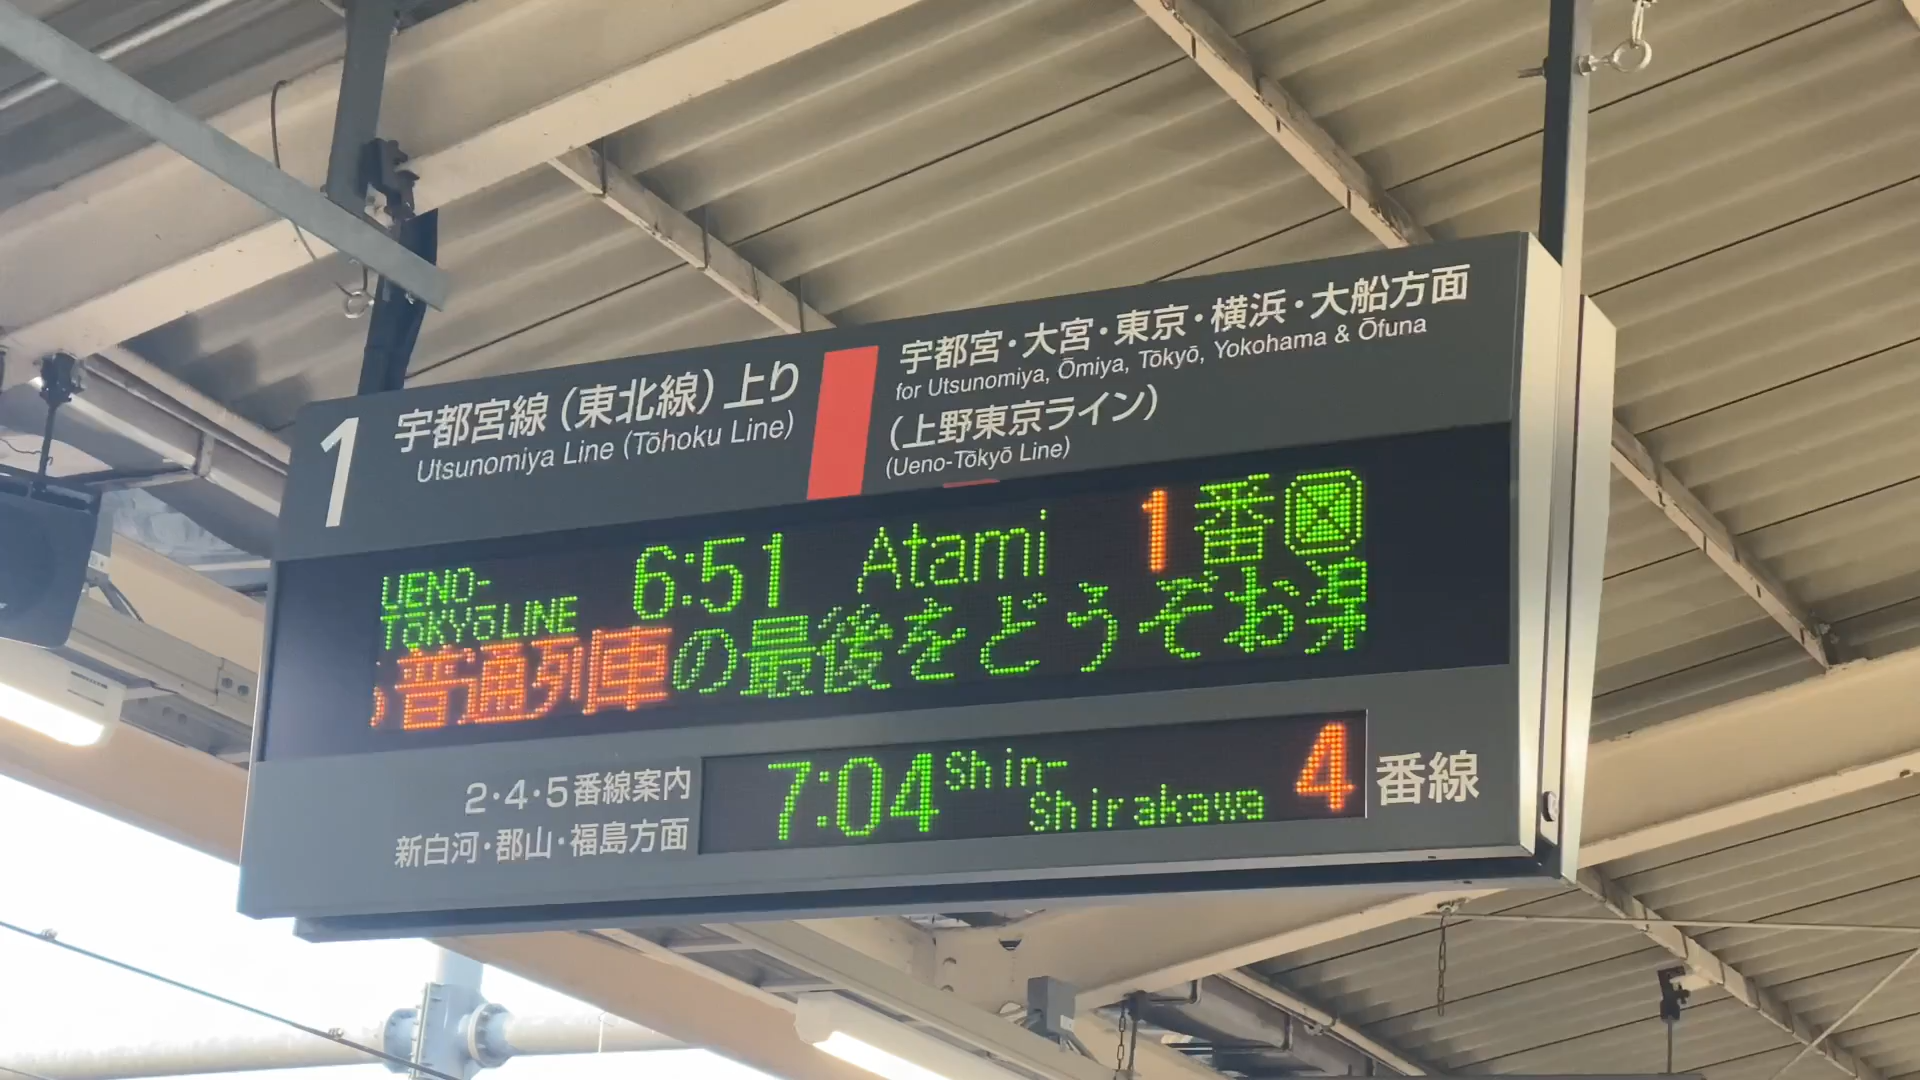 1 宇都宮線(東北線)上り
Utsunomiya Line (Tōhoku Line)
宇都宮・大宮・東京・横浜・大船方面
for Utsunomiya, Ōmiya, Tōkyō, Yokohama & Ōfuna
(上野東京ライン)
(Ueno-Tōkyō Line)
UENO-TŌKYŌ LINE 6:51 Atami 1番
普通列車の最後をどうぞお
2・4・5番線案内
新白河・郡山・福島方面
7:04 Shin-Shirakawa 4 番線